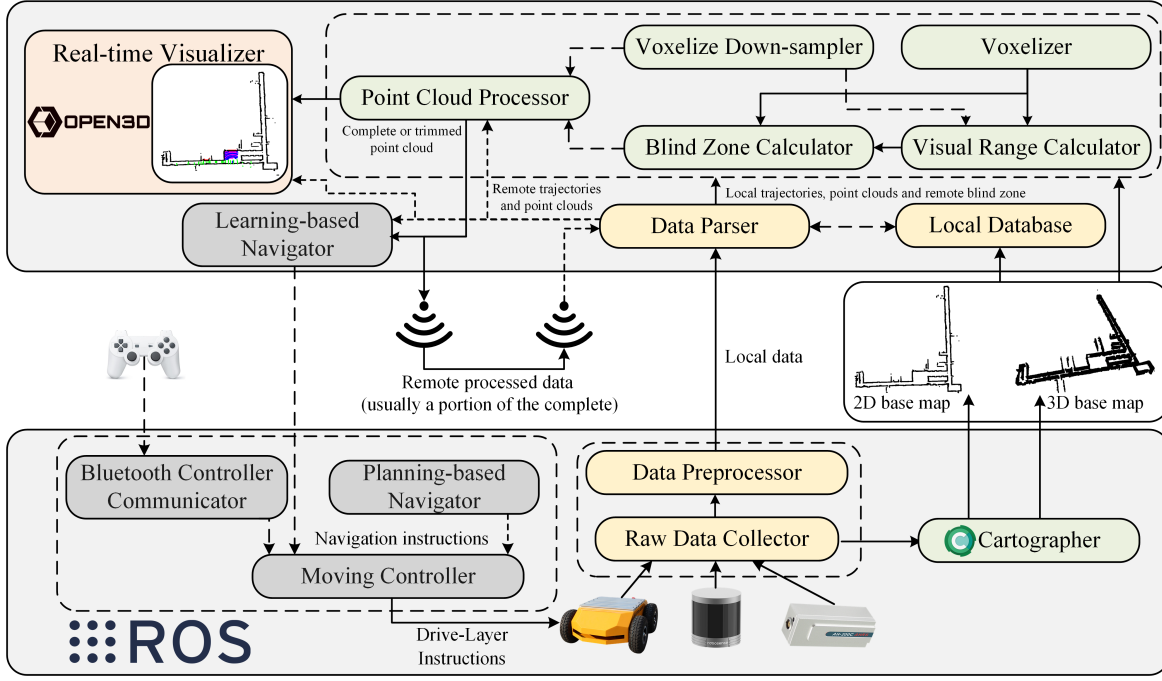 Real-time Visualizer
OPEN3D
Voxelize Down-sampler
Voxelizer
Point Cloud Processor
Complete or trimmed
point cloud
Blind Zone Calculator
Visual Range Calculator
Remote trajectories
and point clouds
Local trajectories, point clouds and remote blind zone
Learning-based
Navigator
Data Parser
Local Database
Local data
Remote processed data
(usually a portion of the complete)
2D base map
3D base map
Bluetooth Controller
Communicator
Planning-based
Navigator
Data Preprocessor
Navigation instructions
Raw Data Collector
Cartographer
Moving Controller
Drive-Layer
Instructions
ROS
AH-200C